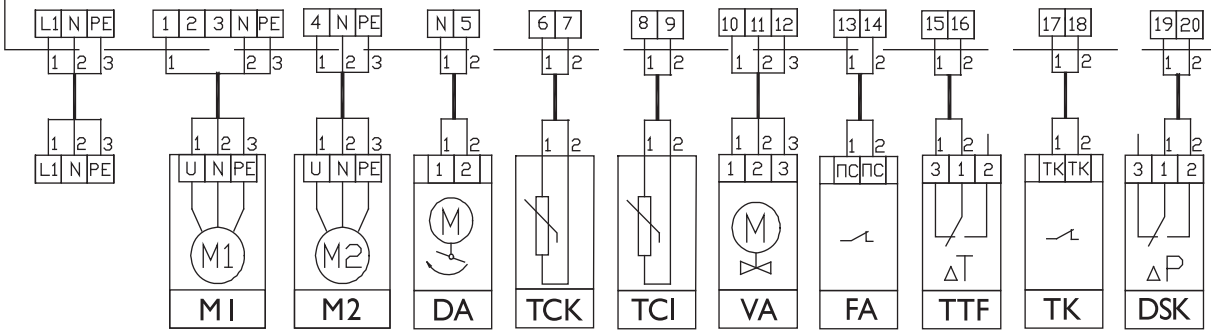 L1 N PE 1 2 3 N PE 4 N PE N 5 6 7 8 9 10 11 12 13 14 15 16 17 18 19 20
1 2 3 1 2 3 1 2 3 1 2 1 2 1 2 1 2 3 1 2 1 2 1 2 1 2
1 2 3 1 2 3 1 2 3 1 2 1 2 1 2 1 2 3 1 2 1 2 1 2 1 2
L1 N PE U N PE U N PE 1 2 1 2 3 ПС ПС 3 1 2 ТК ТК 3 1 2
M1 M2 M M
ΔT ΔP
M1 M2 DA TCK TCI VA FA TTF TK DSK